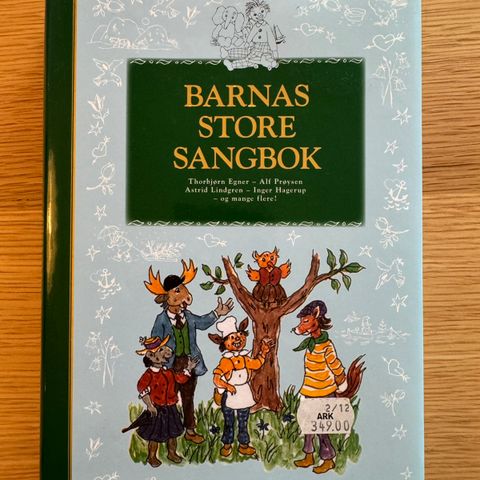 BARNAS
STORE
SANGBOK
Thorbjørn Egner – Alf Prøysen
Astrid Lindgren – Inger Hagerup
– og mange flere!
2/12
ARK
349.00